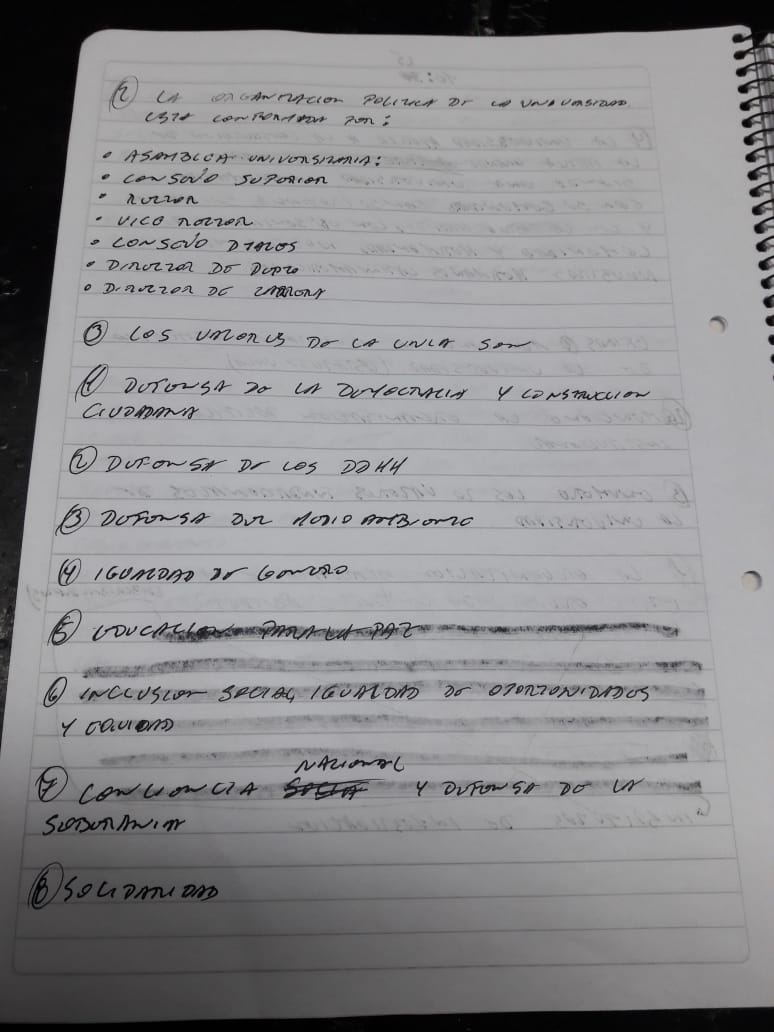 ② LA ORGANIZACION POLITICA DE LA UNIVERSIDAD
ESTA CONFORMADA POR:
• ASAMBLEA UNIVERSITARIA:
• CONSEJO SUPERIOR
• RECTOR
• VICE RECTOR
• CONSEJO DTALES
• DIRECTOR DE DEPTO
• DIRECTOR DE CARRERA
③ LOS VALORES DE LA UNLA SON
① DEFENSA DE LA DEMOCRACIA Y CONSTRUCCION
CIUDADANA
② DEFENSA DE LOS DDHH
③ DEFENSA DEL MEDIO AMBIENTE
④ IGUALDAD DE GENERO
⑤ EDUCACION PARA LA PAZ
⑥ INCLUSION SOCIAL, IGUALDAD DE OPORTONIDADES
Y EQUIDAD
NACIONAL
⑦ CONCIENCIA Y DEFENSA DE LA
SOBERANIA
⑧ SOLIDARIDAD